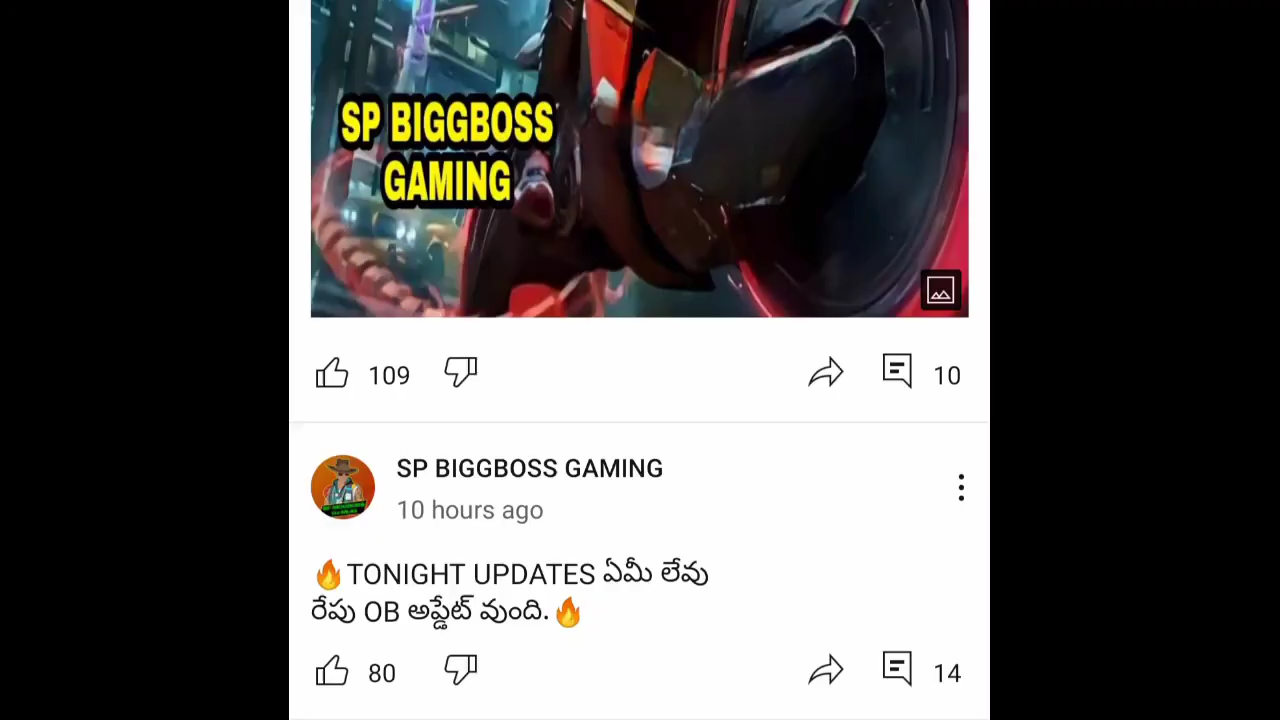 SP BIGGBOSS
GAMING
109
10
SP BIGGBOSS GAMING
10 hours ago
🔥TONIGHT UPDATES ఏమీ లేవు
రేపు OB అప్డేట్ వుంది.🔥
80
14